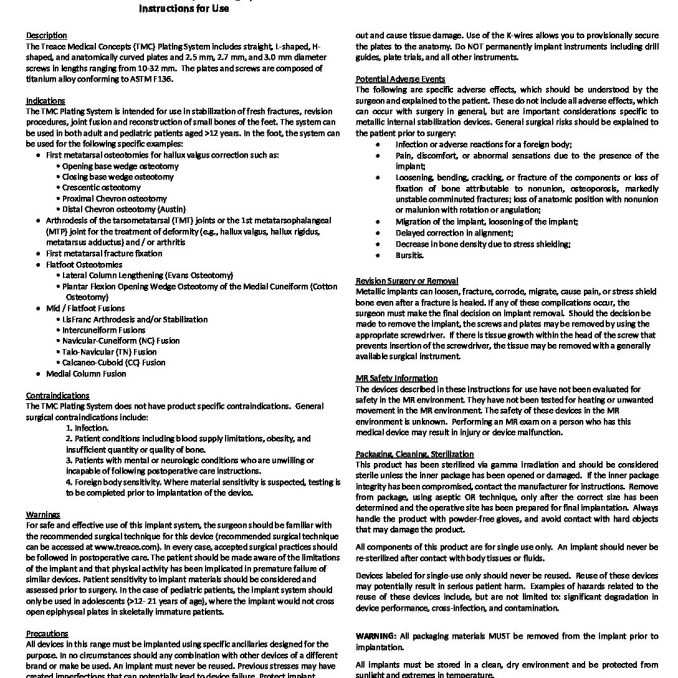 Instructions for Use
Description
The Treace Medical Concepts (TMC) Plating System includes straight, L-shaped, H-
shaped, and anatomically curved plates and 2.5 mm, 2.7 mm, and 3.0 mm diameter
screws in lengths ranging from 10-32 mm. The plates and screws are composed of
titanium alloy conforming to ASTM F136.
Indications
The TMC Plating System is intended for use in stabilization of fresh fractures, revision
procedures, joint fusion and reconstruction of small bones of the feet. The system can
be used in both adult and pediatric patients aged >12 years. In the foot, the system can
be used for the following specific examples:
• First metatarsal osteotomies for hallux valgus correction such as:
• Opening base wedge osteotomy
• Closing base wedge osteotomy
• Crescentic osteotomy
• Proximal Chevron osteotomy
• Distal Chevron osteotomy (Austin)
• Arthrodesis of the tarsometatarsal (TMT) joints or the 1st metatarsophalangeal
(MTP) joint for the treatment of deformity (e.g., hallux valgus, hallux rigidus,
metatarsus adductus) and / or arthritis
• First metatarsal fracture fixation
• Flatfoot Osteotomies
• Lateral Column Lengthening (Evans Osteotomy)
• Plantar Flexion Opening Wedge Osteotomy of the Medial Cuneiform (Cotton
Osteotomy)
• Mid / Flatfoot Fusions
• LisFranc Arthrodesis and/or Stabilization
• Intercuneiform Fusions
• Navicular-Cuneiform (NC) Fusion
• Talo-Navicular (TN) Fusion
• Calcaneo-Cuboid (CC) Fusion
• Medial Column Fusion
Contraindications
The TMC Plating System does not have product specific contraindications. General
surgical contraindications include:
1. Infection.
2. Patient conditions including blood supply limitations, obesity, and
insufficient quantity or quality of bone.
3. Patients with mental or neurologic conditions who are unwilling or
incapable of following postoperative care instructions.
4. Foreign body sensitivity. Where material sensitivity is suspected, testing is
to be completed prior to implantation of the device.
Warnings
For safe and effective use of this implant system, the surgeon should be familiar with
the recommended surgical technique for this device (recommended surgical technique
can be accessed at www.treace.com). In every case, accepted surgical practices should
be followed in postoperative care. The patient should be made aware of the limitations
of the implant and that physical activity has been implicated in premature failure of
similar devices. Patient sensitivity to implant materials should be considered and
assessed prior to surgery. In the case of pediatric patients, the implant system should
only be used in adolescents (>12- 21 years of age), where the implant would not cross
open epiphyseal plates in skeletally immature patients.
Precautions
All devices in this range must be implanted using specific ancillaries designed for the
purpose. In no circumstances should any combination with other devices of a different
brand or make be used. An implant must never be reused. Previous stresses may have
created imperfections that can potentially lead to device failure. Protect implant
out and cause tissue damage. Use of the K-wires allows you to provisionally secure
the plates to the anatomy. Do NOT permanently implant instruments including drill
guides, plate trials, and all other instruments.
Potential Adverse Events
The following are specific adverse effects, which should be understood by the
surgeon and explained to the patient. These do not include all adverse effects, which
can occur with surgery in general, but are important considerations specific to
metallic internal stabilization devices. General surgical risks should be explained to
the patient prior to surgery:
• Infection or adverse reactions for a foreign body;
• Pain, discomfort, or abnormal sensations due to the presence of the
implant;
• Loosening, bending, cracking, or fracture of the components or loss of
fixation of bone attributable to nonunion, osteoporosis, markedly
unstable comminuted fractures; loss of anatomic position with nonunion
or malunion with rotation or angulation;
• Migration of the implant, loosening of the implant;
• Delayed correction in alignment;
• Decrease in bone density due to stress shielding;
• Bursitis.
Revision Surgery or Removal
Metallic implants can loosen, fracture, corrode, migrate, cause pain, or stress shield
bone even after a fracture is healed. If any of these complications occur, the
surgeon must make the final decision on implant removal. Should the decision be
made to remove the implant, the screws and plates may be removed by using the
appropriate screwdriver. If there is tissue growth within the head of the screw that
prevents insertion of the screwdriver, the tissue may be removed with a generally
available surgical instrument.
MR Safety Information
The devices described in these instructions for use have not been evaluated for
safety in the MR environment. They have not been tested for heating or unwanted
movement in the MR environment. The safety of these devices in the MR
environment is unknown. Performing an MR exam on a person who has this
medical device may result in injury or device malfunction.
Packaging, Cleaning, Sterilization
This product has been sterilized via gamma irradiation and should be considered
sterile unless the inner package has been opened or damaged. If the inner package
integrity has been compromised, contact the manufacturer for instructions. Remove
from package, using aseptic OR technique, only after the correct size has been
determined and the operative site has been prepared for final implantation. Always
handle the product with powder-free gloves, and avoid contact with hard objects
that may damage the product.
All components of this product are for single use only. An implant should never be
re-sterilized after contact with body tissues or fluids.
Devices labeled for single-use only should never be reused. Reuse of these devices
may potentially result in serious patient harm. Examples of hazards related to the
reuse of these devices include, but are not limited to: significant degradation in
device performance, cross-infection, and contamination.
WARNING: All packaging materials MUST be removed from the implant prior to
implantation.
All implants must be stored in a clean, dry environment and be protected from
sunlight and extremes in temperature.